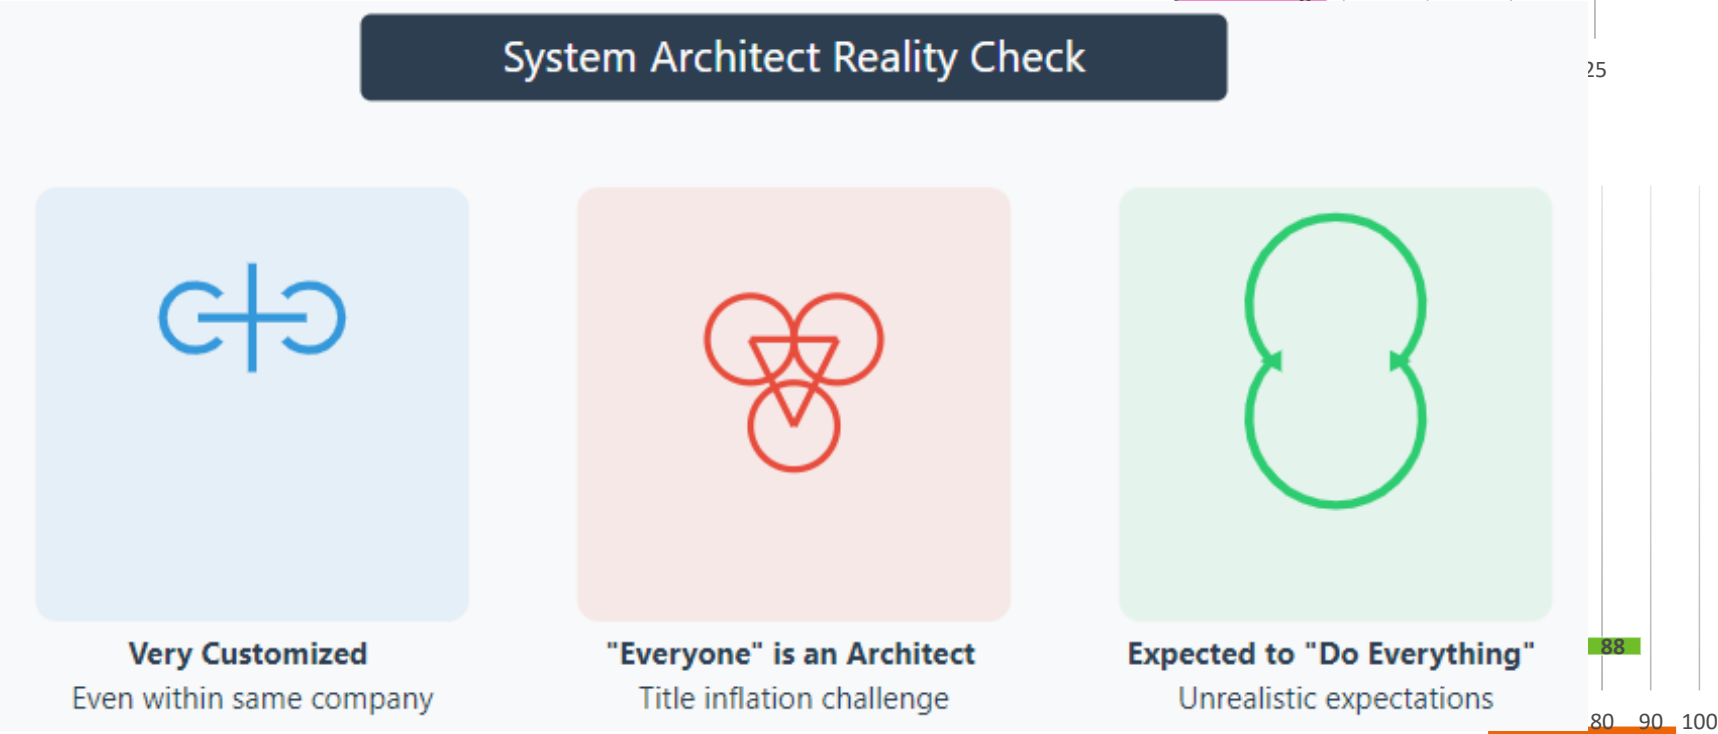 System Architect Reality Check
25
Very Customized
Even within same company
"Everyone" is an Architect
Title inflation challenge
Expected to "Do Everything"
Unrealistic expectations
88
80 90 100